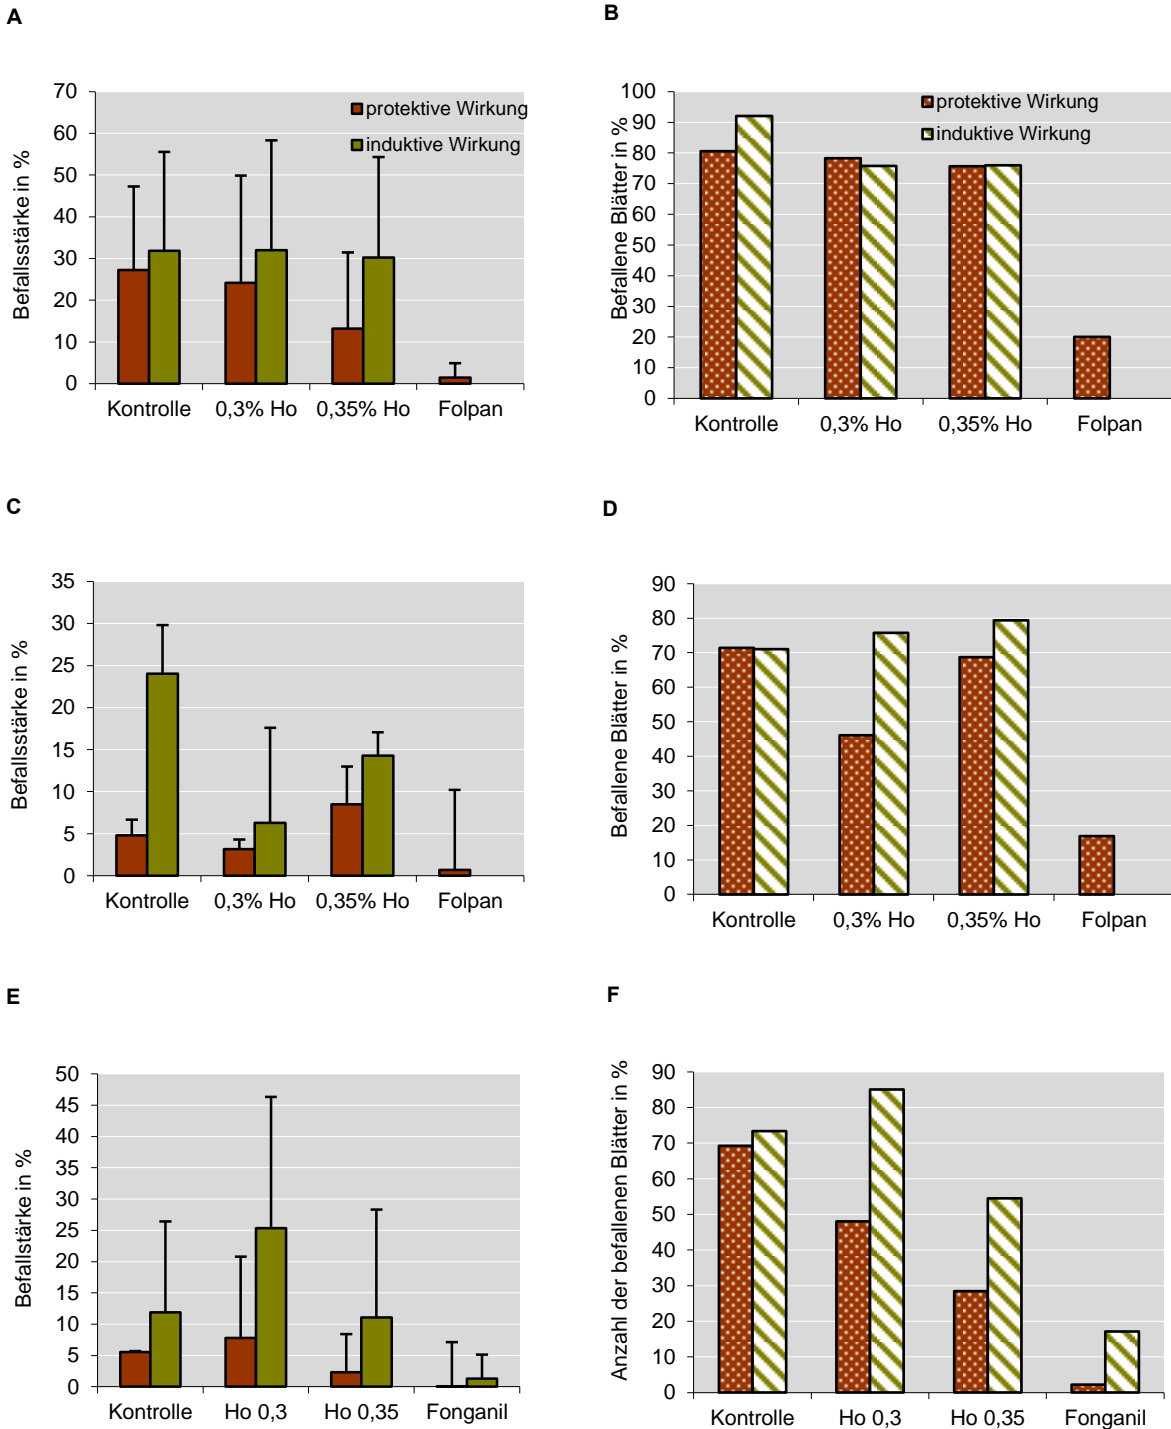 A
Befallsstärke in %
70
60
50
40
30
20
10
0
protektive Wirkung
induktive Wirkung
Kontrolle 0,3% Ho 0,35% Ho Folpan
B
Befallene Blätter in %
100
90
80
70
60
50
40
30
20
10
0
protektive Wirkung
induktive Wirkung
Kontrolle 0,3% Ho 0,35% Ho Folpan
C
Befallsstärke in %
35
30
25
20
15
10
5
0
Kontrolle 0,3% Ho 0,35% Ho Folpan
D
Befallene Blätter in %
90
80
70
60
50
40
30
20
10
0
Kontrolle 0,3% Ho 0,35% Ho Folpan
E
Befallstärke in %
50
45
40
35
30
25
20
15
10
5
0
Kontrolle Ho 0,3 Ho 0,35 Fonganil
F
Anzahl der befallenen Blätter in %
90
80
70
60
50
40
30
20
10
0
Kontrolle Ho 0,3 Ho 0,35 Fonganil